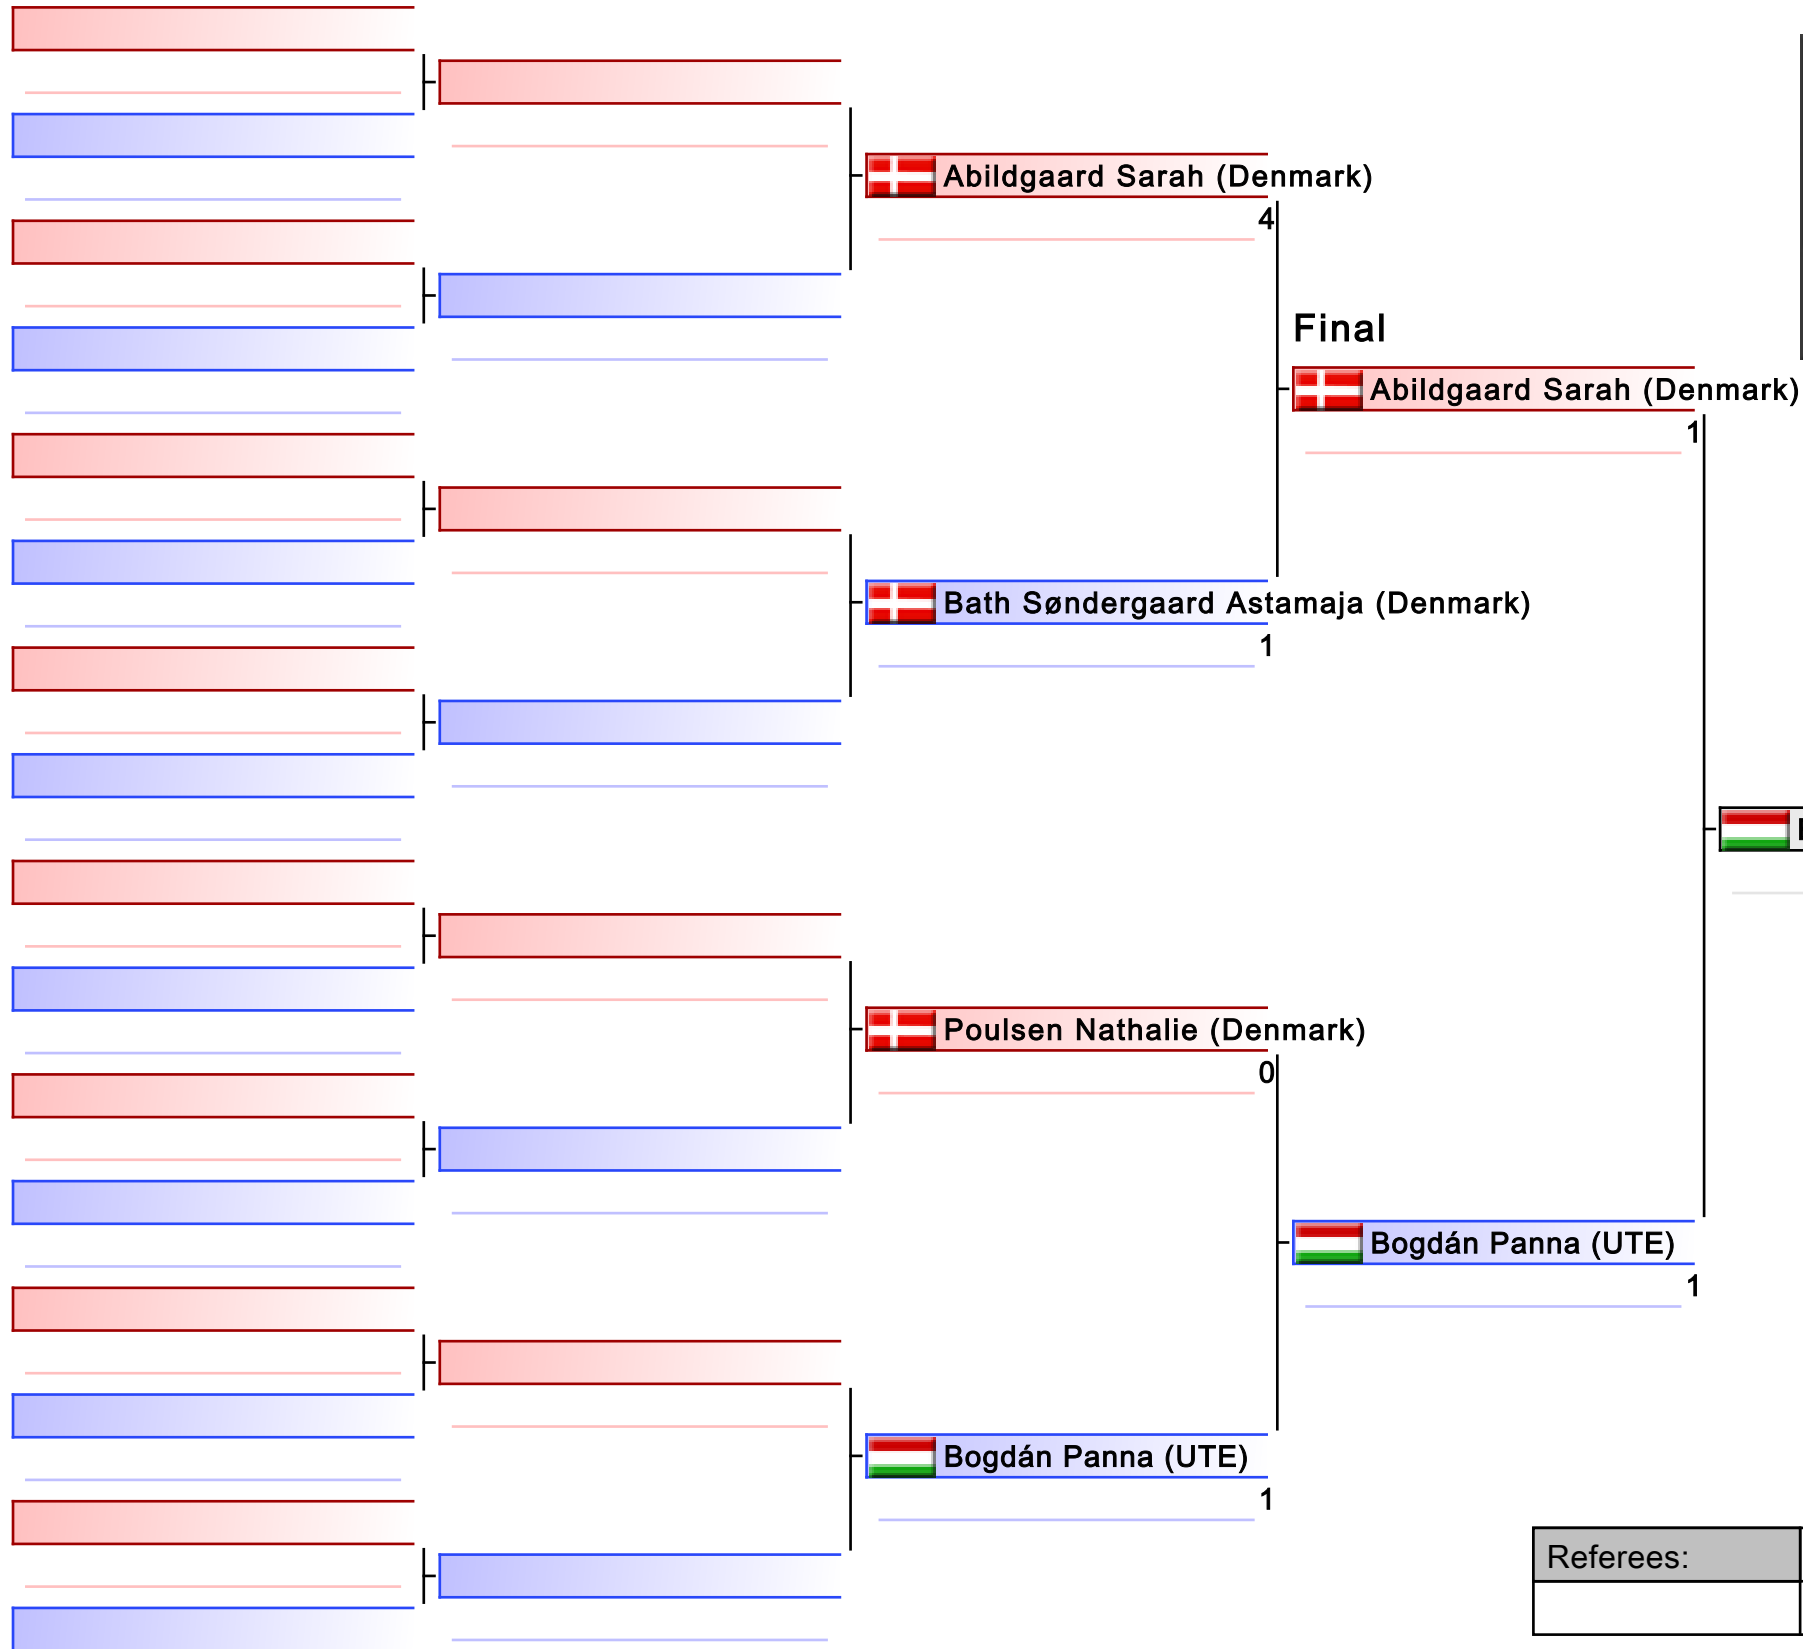 Abildgaard Sarah (Denmark)
4
Final
Abildgaard Sarah (Denmark)
1
Bath Søndergaard Astamaja (Denmark)
1
Poulsen Nathalie (Denmark)
0
Bogdán Panna (UTE)
1
Bogdán Panna (UTE)
1
Referees: